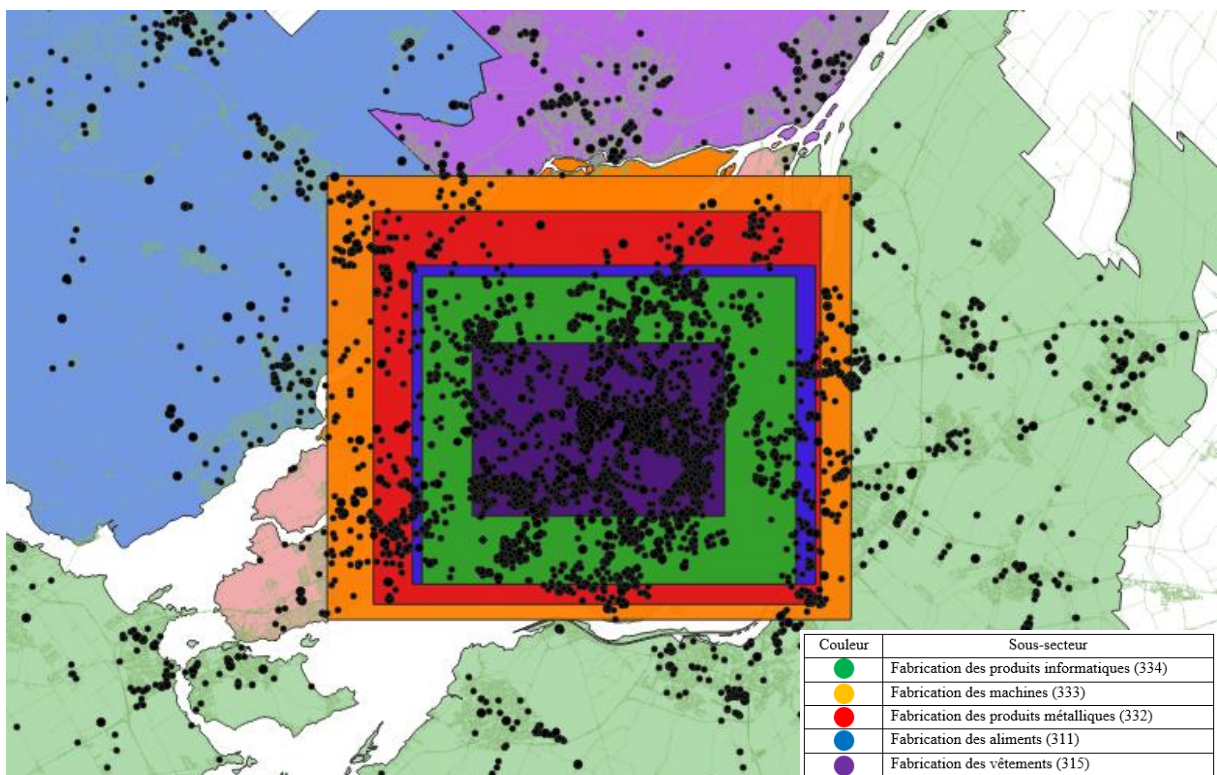 Couleur Sous-secteur
Fabrication des produits informatiques (334)
Fabrication des machines (333)
Fabrication des produits métalliques (332)
Fabrication des aliments (311)
Fabrication des vêtements (315)